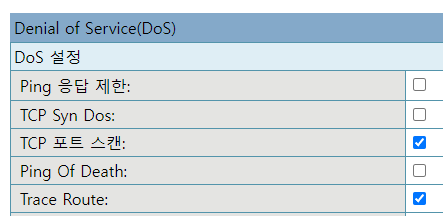 Denial of Service(DoS)
DoS 설정
Ping 응답 제한:
TCP Syn Dos:
TCP 포트 스캔:
Ping Of Death:
Trace Route: